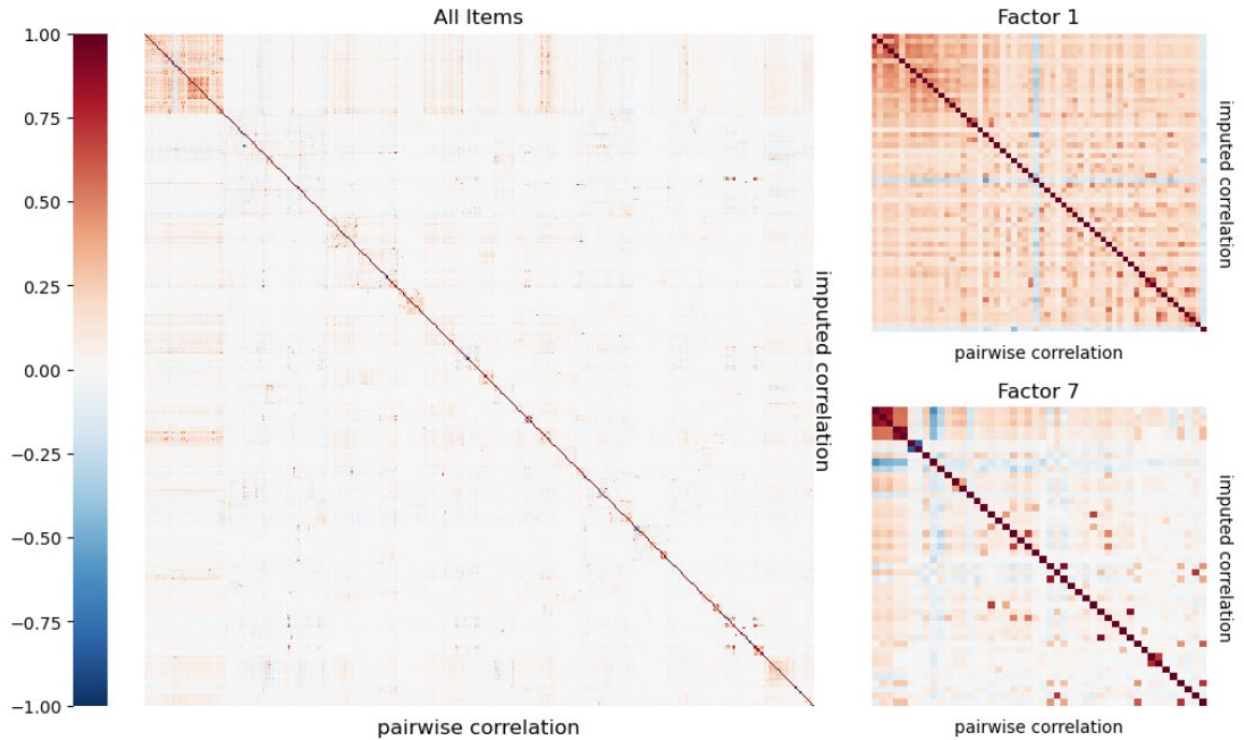 All Items
Factor 1
1.00
0.75
0.50
0.25
0.00
−0.25
−0.50
−0.75
−1.00
imputed correlation
pairwise correlation
imputed correlation
pairwise correlation
Factor 7
imputed correlation
pairwise correlation